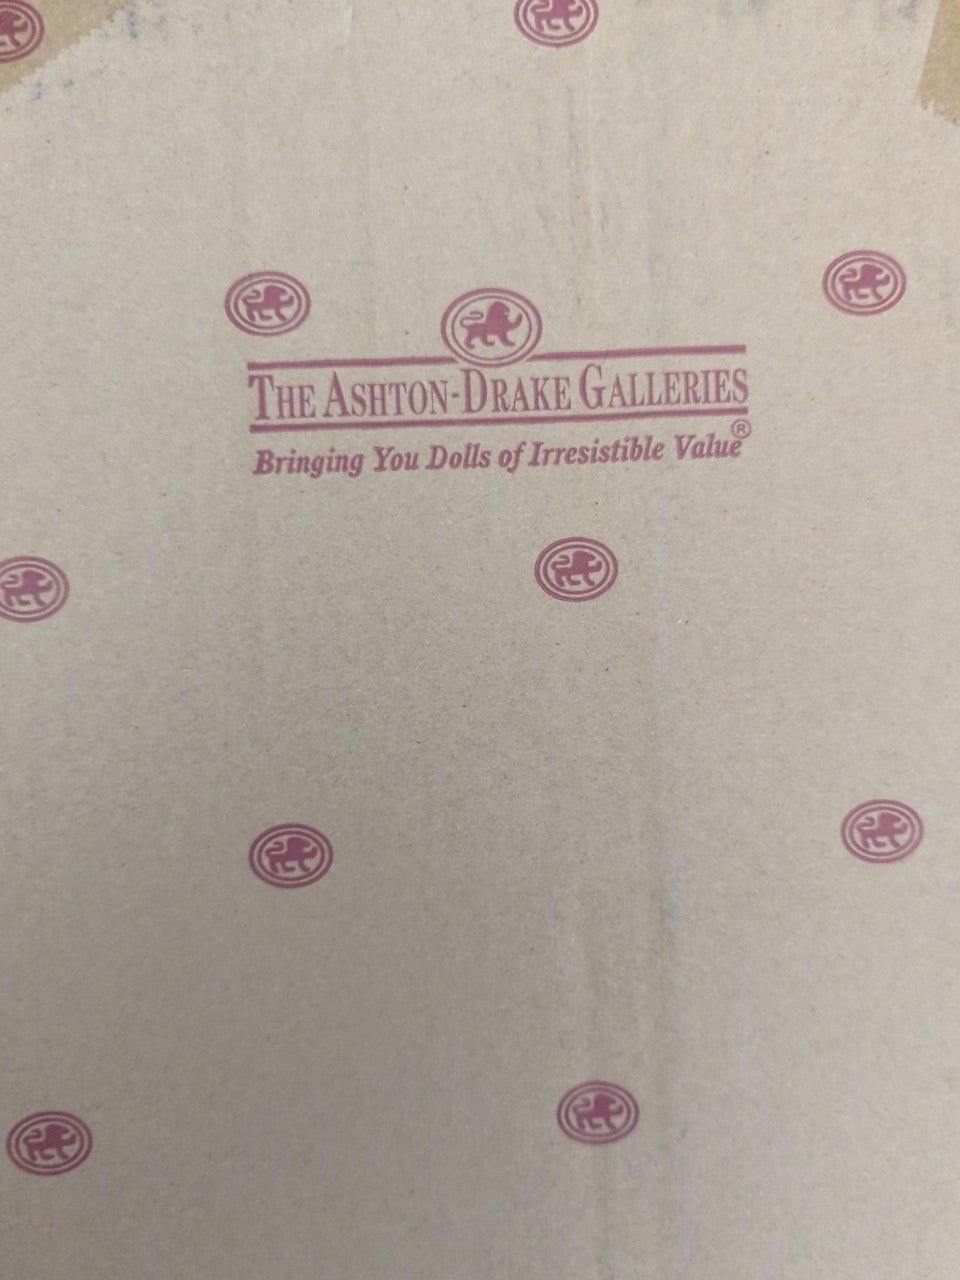 THE ASHTON-DRAKE GALLERIES
Bringing You Dolls of Irresistible Value®